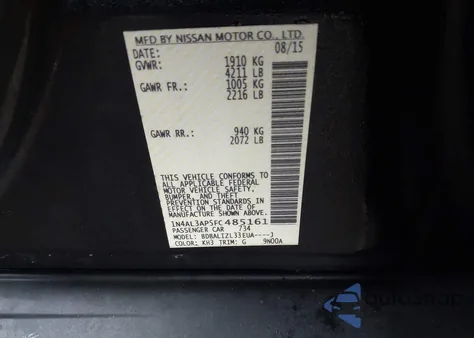 MFD BY NISSAN MOTOR CO., LTD.
DATE: 08/15
GVWR: 1910 KG
4211 LB
GAWR FR.: 1005 KG
2216 LB
GAWR RR.: 940 KG
2072 LB
THIS VEHICLE CONFORMS TO
ALL APPLICABLE FEDERAL
MOTOR VEHICLE SAFETY,
BUMPER, AND THEFT
PREVENTION STANDARDS
IN EFFECT ON THE DATE OF
MANUFACTURE SHOWN ABOVE.
1N4AL3AP5FC485161
PASSENGER CAR 734
MODEL: BDBALIZL33EUA----J
COLOR: KH3 TRIM: G 9N00A
autosnap